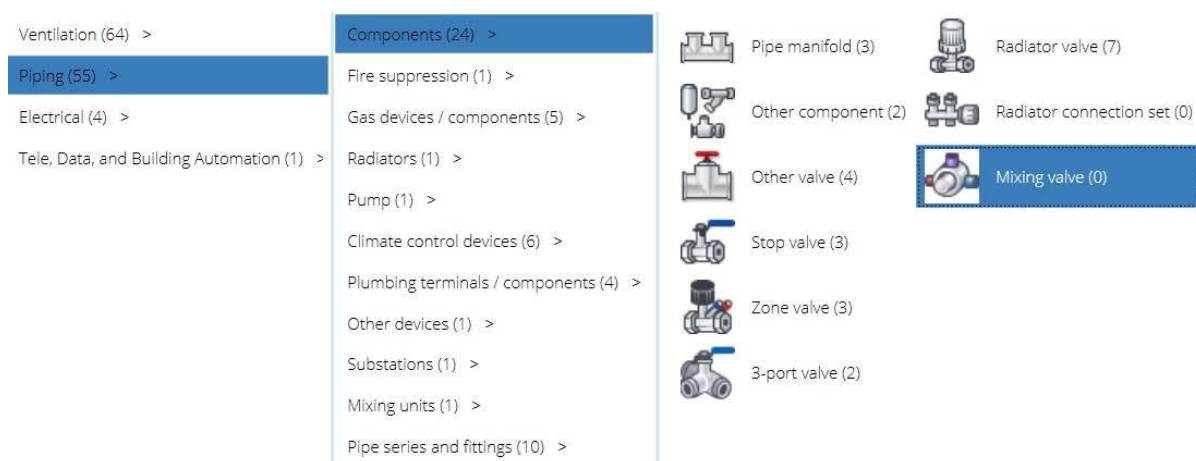 Ventilation (64) >
Piping (55) >
Electrical (4) >
Tele, Data, and Building Automation (1) >
Components (24) >
Fire suppression (1) >
Gas devices / components (5) >
Radiators (1) >
Pump (1) >
Climate control devices (6) >
Plumbing terminals / components (4) >
Other devices (1) >
Substations (1) >
Mixing units (1) >
Pipe series and fittings (10) >
Pipe manifold (3)
Other component (2)
Other valve (4)
Stop valve (3)
Zone valve (3)
3-port valve (2)
Radiator valve (7)
Radiator connection set (0)
Mixing valve (0)